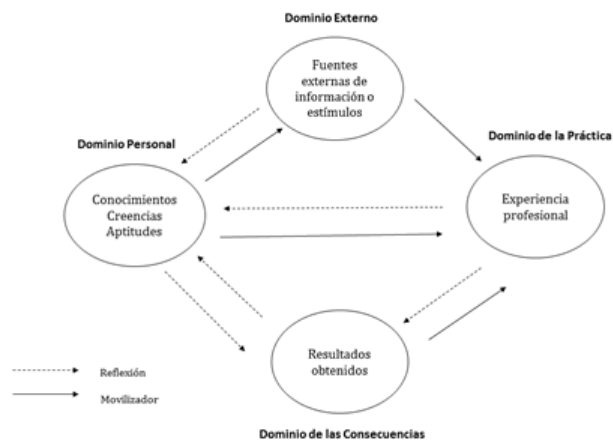 Dominio Externo
Fuentes
externas de
información o
estímulos
Dominio Personal
Dominio de la Práctica
Conocimientos
Creencias
Aptitudes
Experiencia
profesional
Resultados
obtenidos
Reflexión
Movilizador
Dominio de las Consecuencias